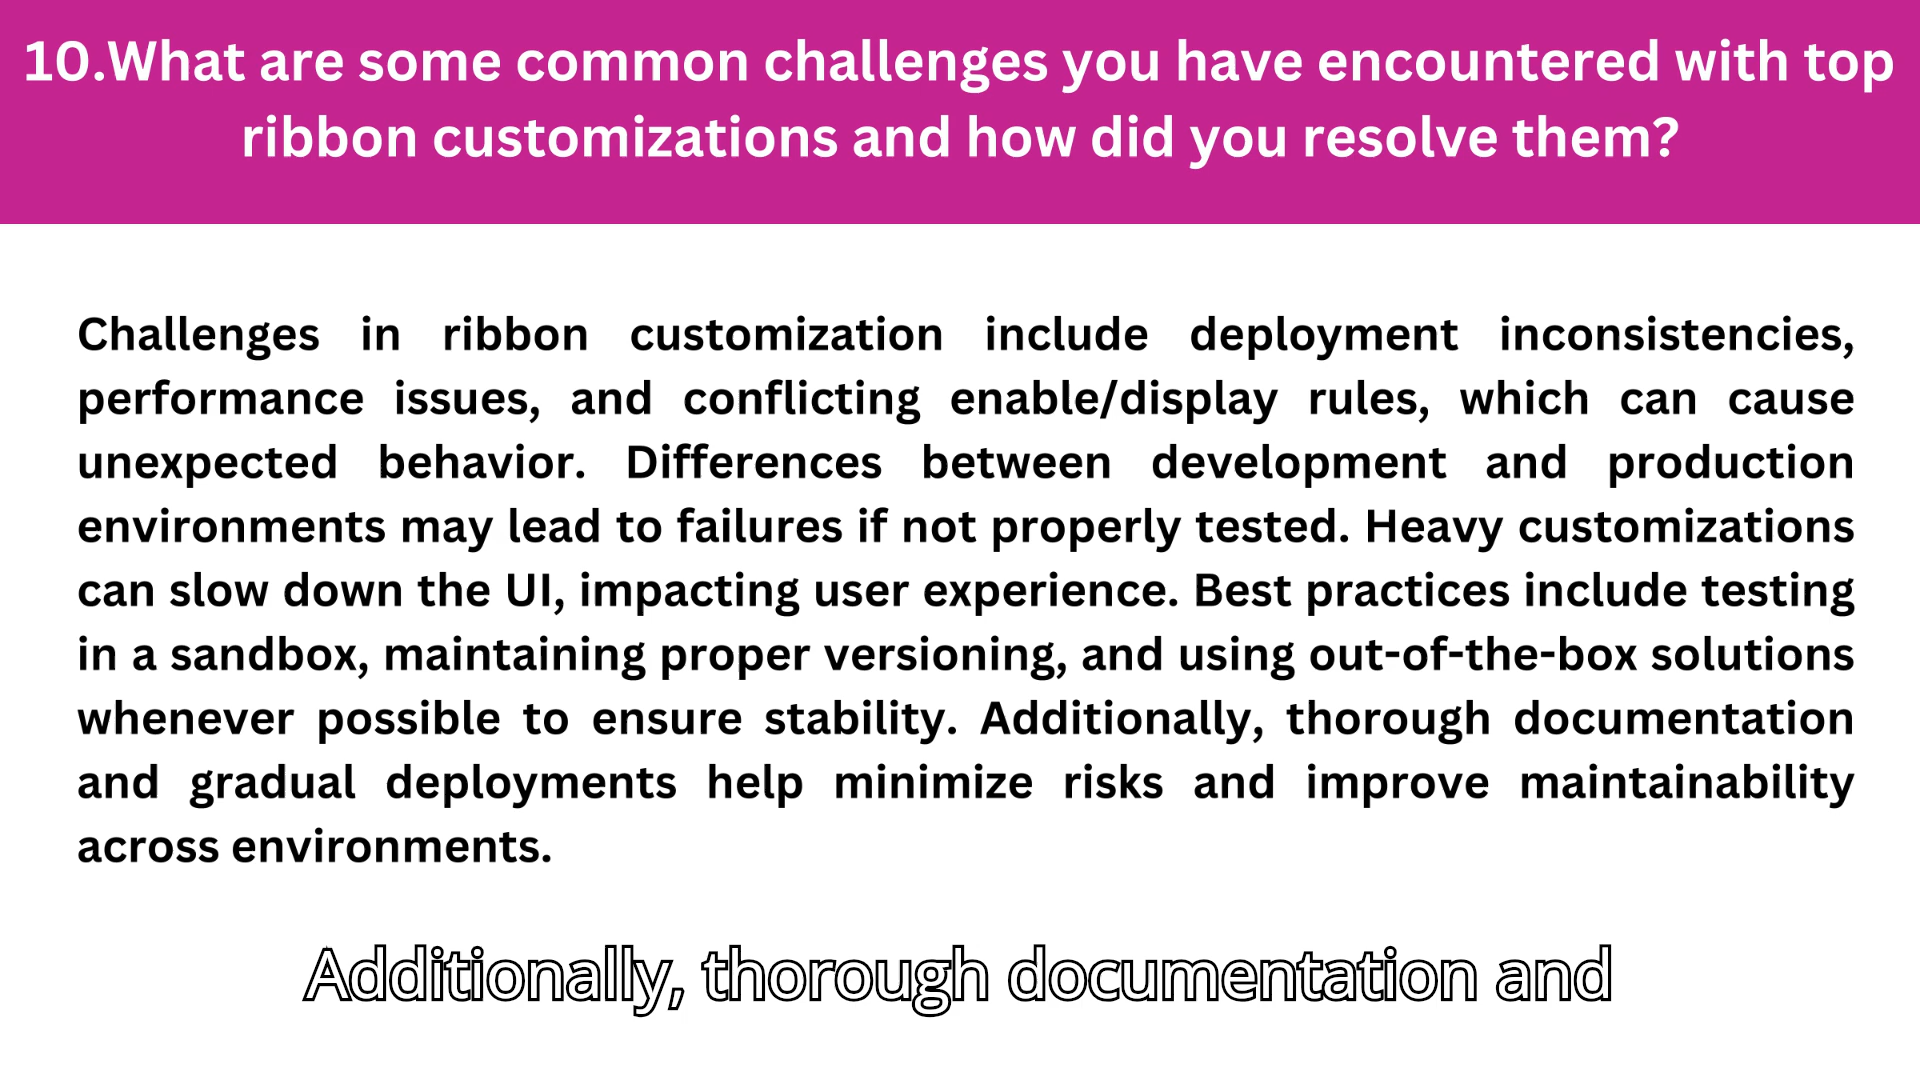 10.What are some common challenges you have encountered with top
ribbon customizations and how did you resolve them?
Challenges in ribbon customization include deployment inconsistencies,
performance issues, and conflicting enable/display rules, which can cause
unexpected behavior. Differences between development and production
environments may lead to failures if not properly tested. Heavy customizations
can slow down the UI, impacting user experience. Best practices include testing
in a sandbox, maintaining proper versioning, and using out-of-the-box solutions
whenever possible to ensure stability. Additionally, thorough documentation
and gradual deployments help minimize risks and improve maintainability
across environments.
Additionally, thorough documentation and